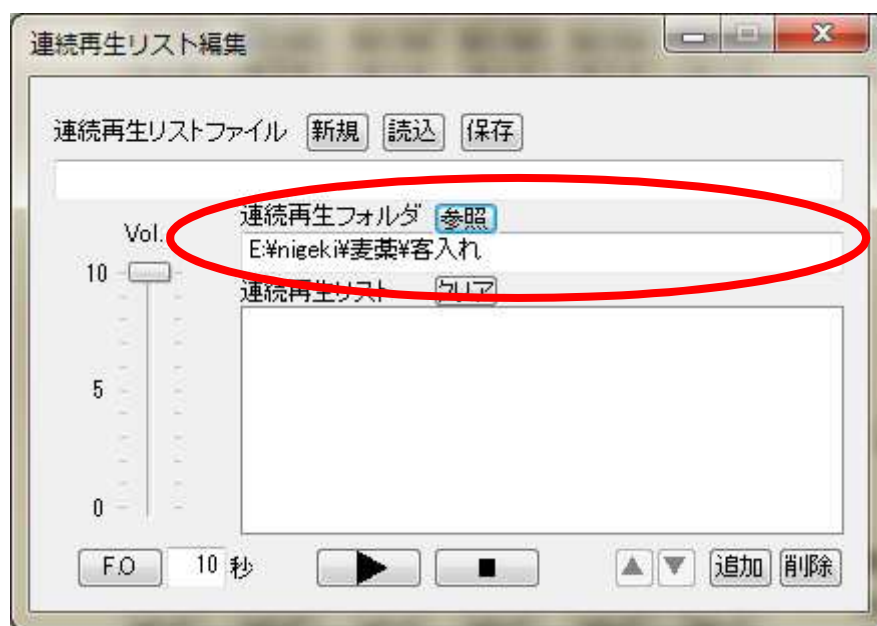 連続再生リスト編集
連続再生リストファイル 新規 読込 保存
連続再生フォルダ 参照
Vol.
E:¥nigeki¥麦藁¥客入れ
10
連続再生リスト クリア
5
0
F.O 10 秒 追加 削除